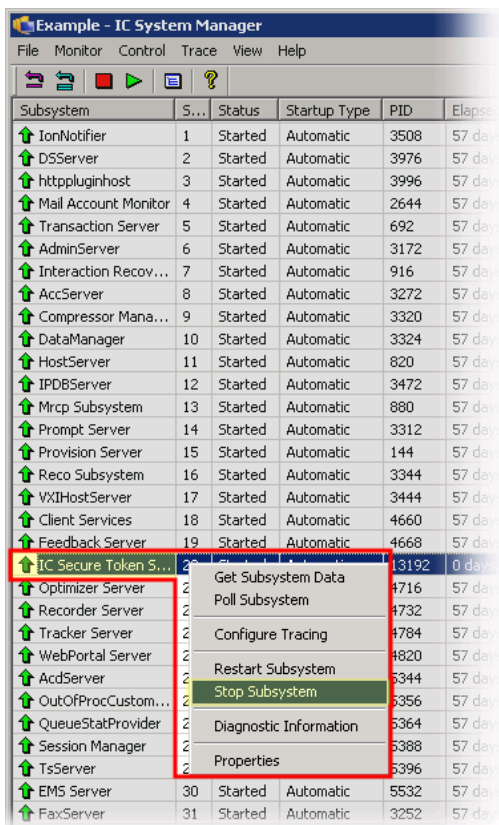 Example - IC System Manager
File Monitor Control Trace View Help
Subsystem S... Status Startup Type PID Elapse
IonNotifier 1 Started Automatic 3508 57 day
DSServer 2 Started Automatic 3976 57 day
httppluginhost 3 Started Automatic 3996 57 day
Mail Account Monitor 4 Started Automatic 2644 57 day
Transaction Server 5 Started Automatic 692 57 day
AdminServer 6 Started Automatic 3172 57 day
Interaction Recov... 7 Started Automatic 916 57 day
AccServer 8 Started Automatic 3272 57 day
Compressor Mana... 9 Started Automatic 3320 57 day
DataManager 10 Started Automatic 3324 57 day
HostServer 11 Started Automatic 820 57 day
IPDBServer 12 Started Automatic 3472 57 day
Mrcp Subsystem 13 Started Automatic 880 57 day
Prompt Server 14 Started Automatic 3312 57 day
Provision Server 15 Started Automatic 144 57 day
Reco Subsystem 16 Started Automatic 3344 57 day
VXIHostServer 17 Started Automatic 3444 57 day
Client Services 18 Started Automatic 4660 57 day
Feedback Server 19 Started Automatic 4668 57 day
IC Secure Token S... 13192 0 days
Get Subsystem Data
Optimizer Server 2 4716 57 day
Poll Subsystem
Recorder Server 2 4732 57 day
Tracker Server 2 Configure Tracing 4784 57 day
WebPortal Server 2 4820 57 day
Restart Subsystem
AcdServer 2 5344 57 day
Stop Subsystem
OutOfProcCustom... 2 5356 57 day
QueueStatProvider 2 Diagnostic Information 5364 57 day
Session Manager 2 5388 57 day
Properties
TsServer 2 5396 57 day
EMS Server 30 Started Automatic 5532 57 day
FaxServer 31 Started Automatic 3252 57 day